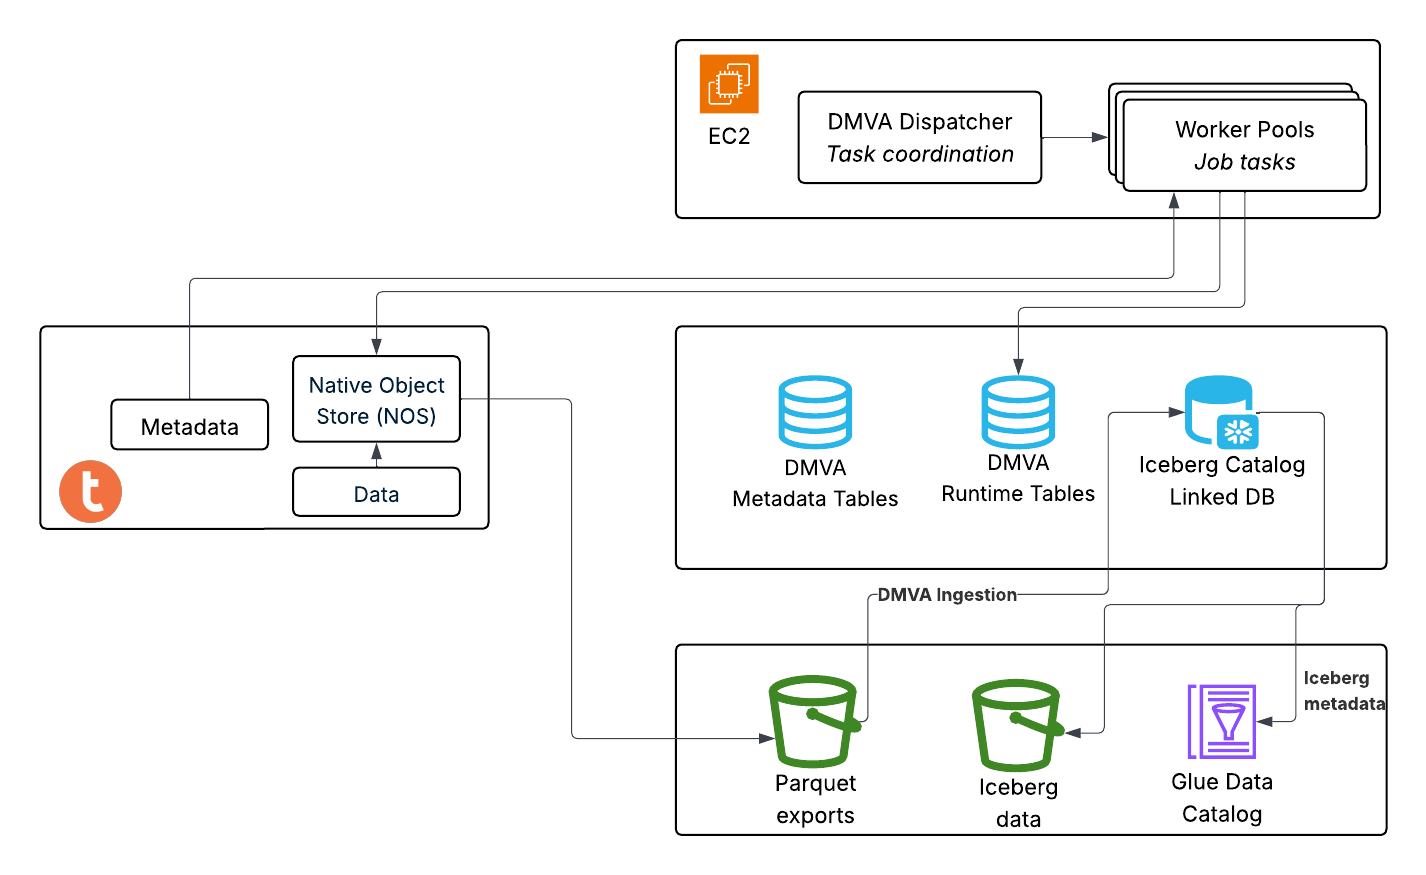 EC2
DMVA Dispatcher
Task coordination
Worker Pools
Job tasks
Metadata
Native Object
Store (NOS)
Data
t
DMVA
Metadata Tables
DMVA
Runtime Tables
Iceberg Catalog
Linked DB
DMVA Ingestion
Iceberg
metadata
Parquet
exports
Iceberg
data
Glue Data
Catalog